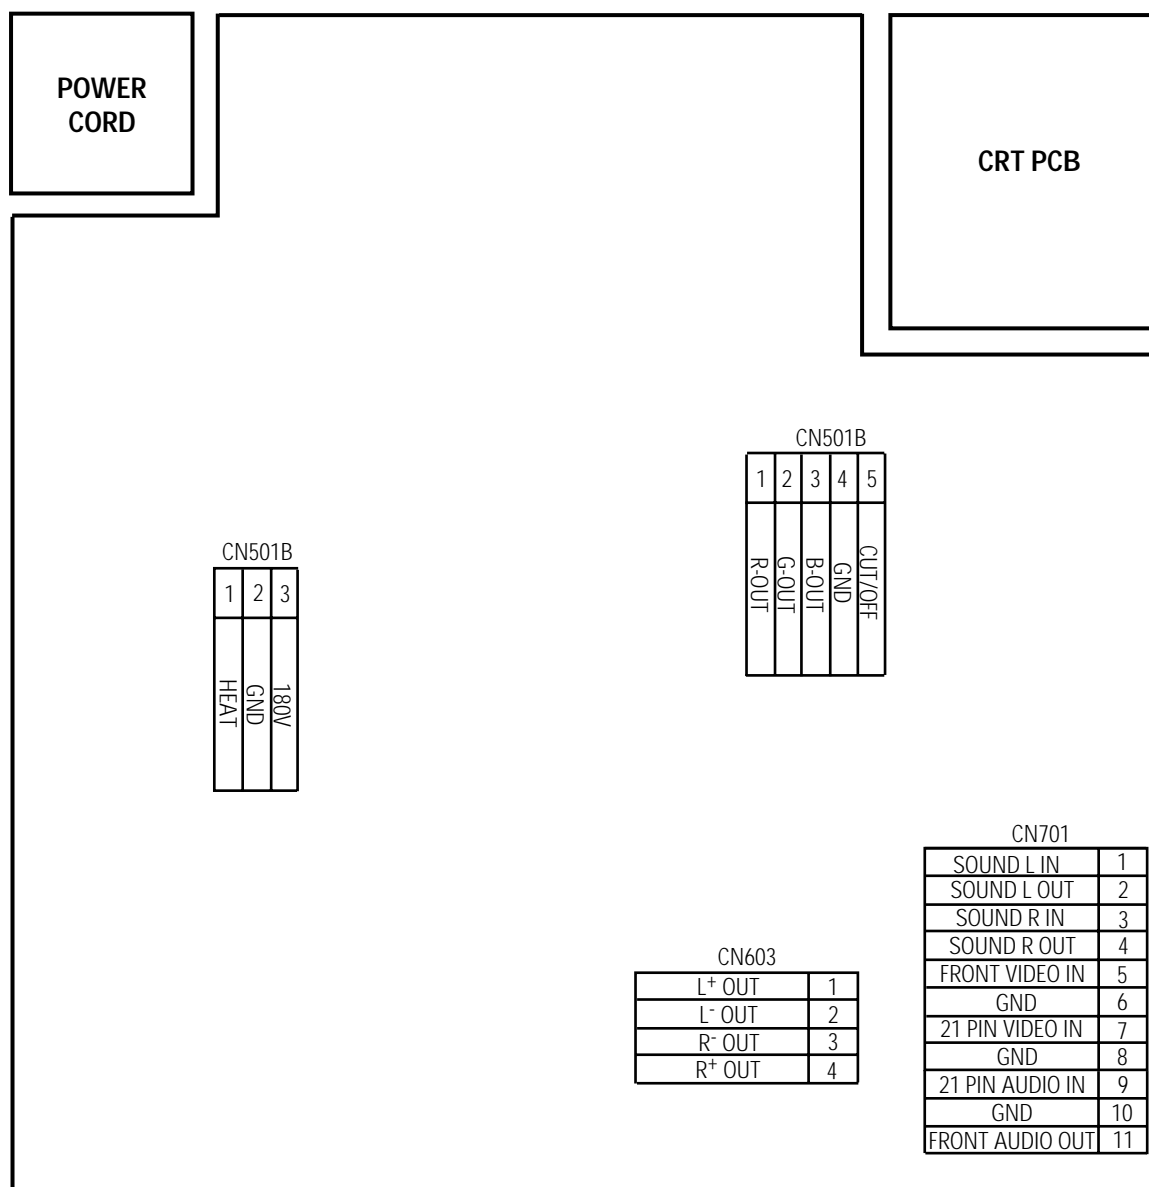 POWER
CORD
CRT PCB
CN501B
1 2 3 4 5
R-OUT
G-OUT
B-OUT
GND
CUT/OFF
CN501B
1 2 3
HEAT
GND
180V
CN701
SOUND L IN 1
SOUND L OUT 2
SOUND R IN 3
SOUND R OUT 4
FRONT VIDEO IN 5
GND 6
21 PIN VIDEO IN 7
GND 8
21 PIN AUDIO IN 9
GND 10
FRONT AUDIO OUT 11
CN603
L+ OUT 1
L- OUT 2
R- OUT 3
R+ OUT 4